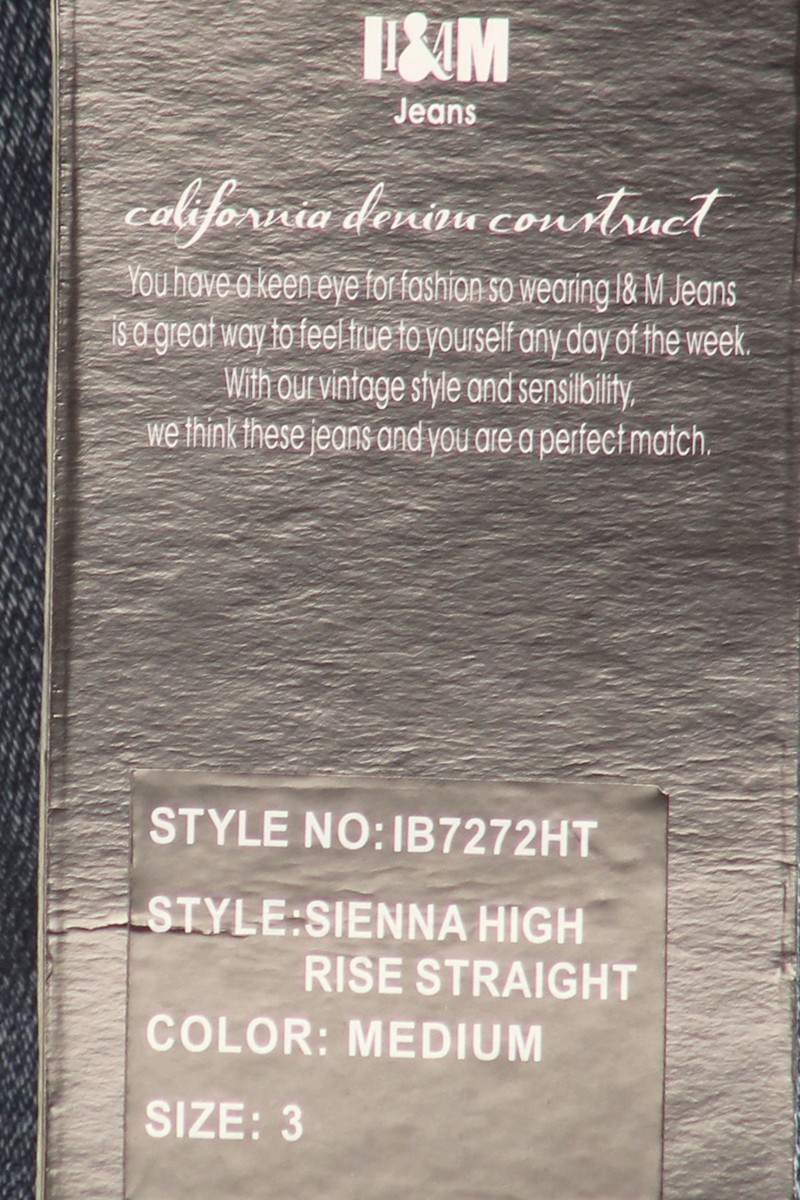 I&M
Jeans
california denim construct
You have a keen eye for fashion so wearing I& M Jeans
is a great way to feel true to yourself any day of the week.
With our vintage style and sensilbility,
we think these jeans and you are a perfect match.
STYLE NO: IB7272HT
STYLE:SIENNA HIGH
RISE STRAIGHT
COLOR: MEDIUM
SIZE: 3